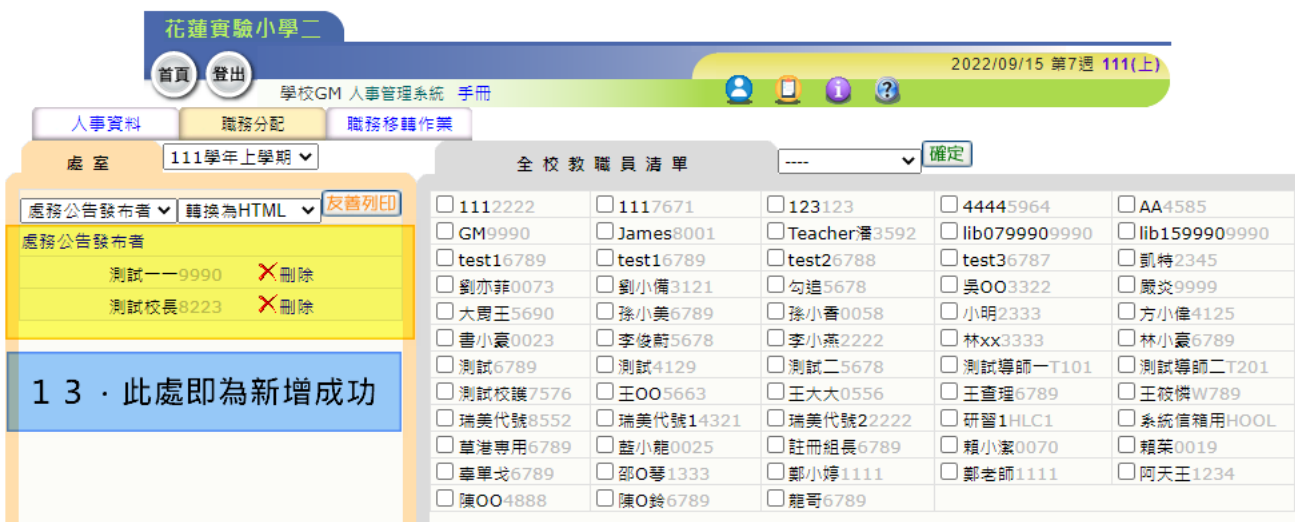 花蓮實驗小學二
首頁 登出
2022/09/15 第7週 111(上)
學校GM 人事管理系統 手冊
人事資料 職務分配 職務移轉作業
處室 111學年上學期
全校教職員清單 ---- 確定
處務公告發布者 轉換為HTML 友善列印
處務公告發布者
測試一一9990 刪除
測試校長8223 刪除
13．此處即為新增成功
1112222 1117671 123123 44445964 AA4585
GM9990 James8001 Teacher潘3592 lib0799909990 lib1599909990
test16789 test16789 test26788 test36787 凱特2345
劉亦菲0073 劉小備3121 勾追5678 吳OO3322 嚴炎9999
大胃王5690 孫小美6789 孫小香0058 小明2333 方小偉4125
書小豪0023 李俊蔚5678 李小燕2222 林xx3333 林小豪6789
測試6789 測試4129 測試二5678 測試導師一T101 測試導師二T201
測試校護7576 王OO5663 王大大0556 王查理6789 王筱憐W789
瑞美代號8552 瑞美代號14321 瑞美代號22222 研習1HLC1 系統信箱用HOOL
草港專用6789 藍小龍0025 註冊組長6789 賴小潔0070 賴茱0019
辜單戈6789 邵O琴1333 鄭小婷1111 鄭老師1111 阿天王1234
陳OO4888 陳O鈴6789 龍哥6789